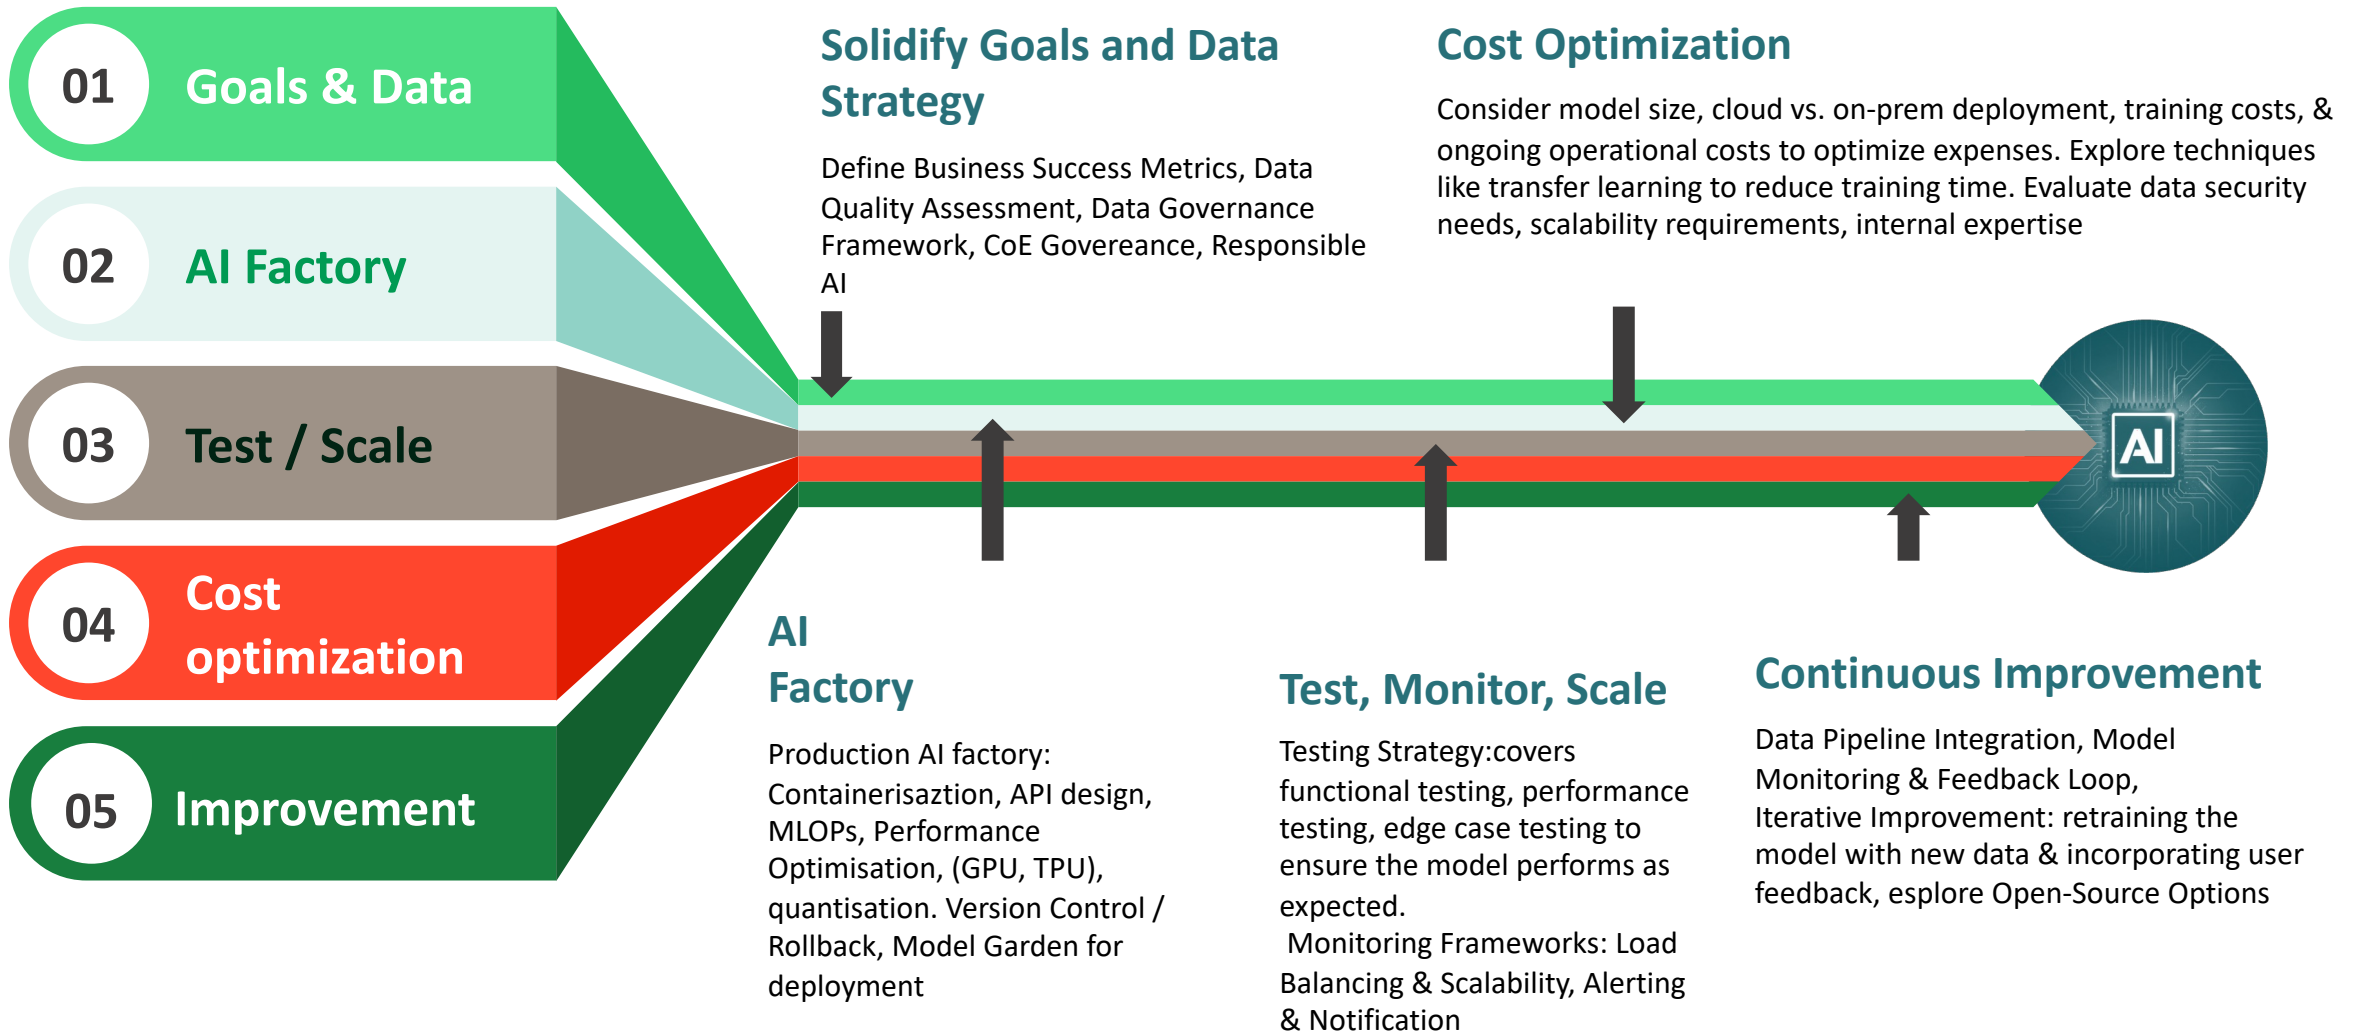 01
Goals & Data
02
AI Factory
03
Test / Scale
04
Cost
optimization
05
Improvement
Solidify Goals and Data
Strategy
Define Business Success Metrics, Data
Quality Assessment, Data Governance
Framework, CoE Govereance, Responsible
AI
Cost Optimization
Consider model size, cloud vs. on-prem deployment, training costs, &
ongoing operational costs to optimize expenses. Explore techniques
like transfer learning to reduce training time. Evaluate data security
needs, scalability requirements, internal expertise
AI
AI
Factory
Production AI factory:
Containerisaztion, API design,
MLOPs, Performance
Optimisation, (GPU, TPU),
quantisation. Version Control /
Rollback, Model Garden for
deployment
Test, Monitor, Scale
Testing Strategy:covers
functional testing, performance
testing, edge case testing to
ensure the model performs as
expected.
Monitoring Frameworks: Load
Balancing & Scalability, Alerting
& Notification
Continuous Improvement
Data Pipeline Integration, Model
Monitoring & Feedback Loop,
Iterative Improvement: retraining the
model with new data & incorporating user
feedback, esplore Open-Source Options